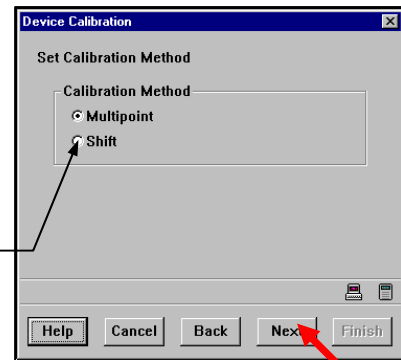 Device Calibration
Set Calibration Method
Calibration Method
Multipoint
Shift
Help Cancel Back Next Finish